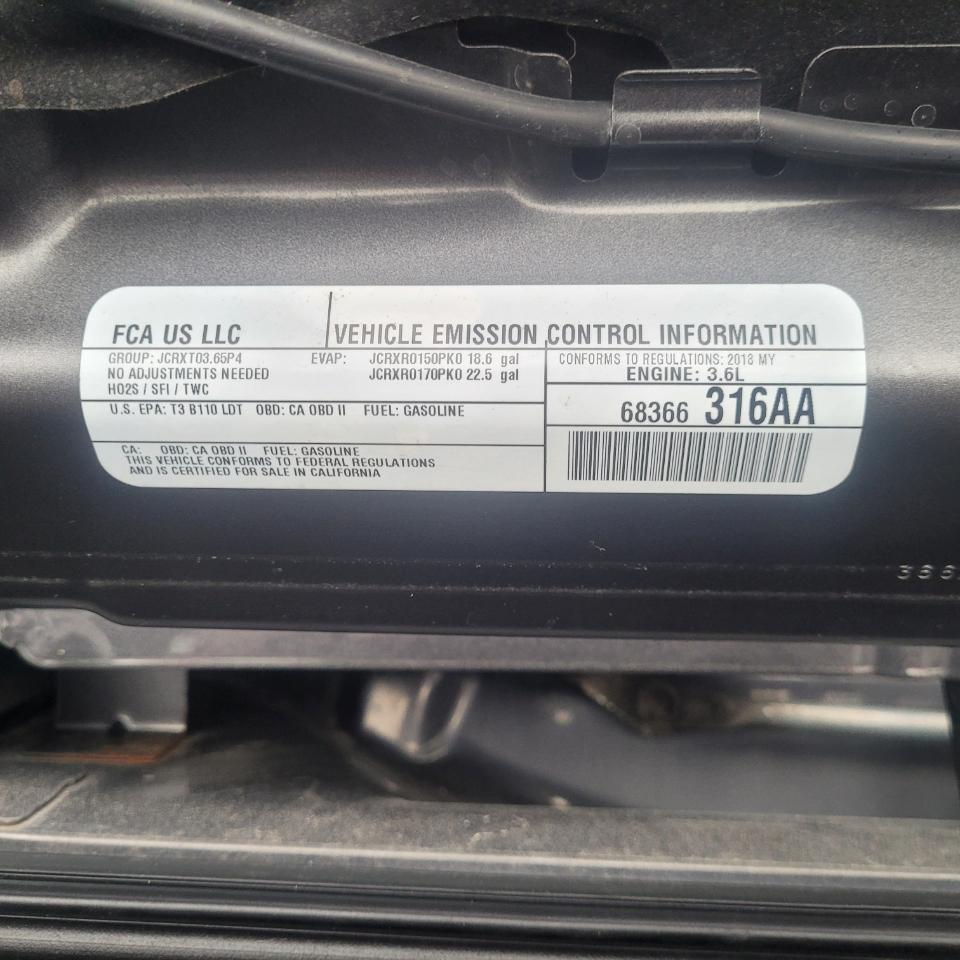 FCA US LLC
VEHICLE EMISSION CONTROL INFORMATION
GROUP: JCRXT03.65P4
NO ADJUSTMENTS NEEDED
HO2S / SFI / TWC
EVAP: JCRXR0150PK0 18.6 gal
JCRXR0170PK0 22.5 gal
CONFORMS TO REGULATIONS: 2018 MY
ENGINE: 3.6L
U.S. EPA: T3 B110 LDT OBD: CA OBD II FUEL: GASOLINE
68366 316AA
CA: OBD: CA OBD II FUEL: GASOLINE
THIS VEHICLE CONFORMS TO FEDERAL REGULATIONS
AND IS CERTIFIED FOR SALE IN CALIFORNIA